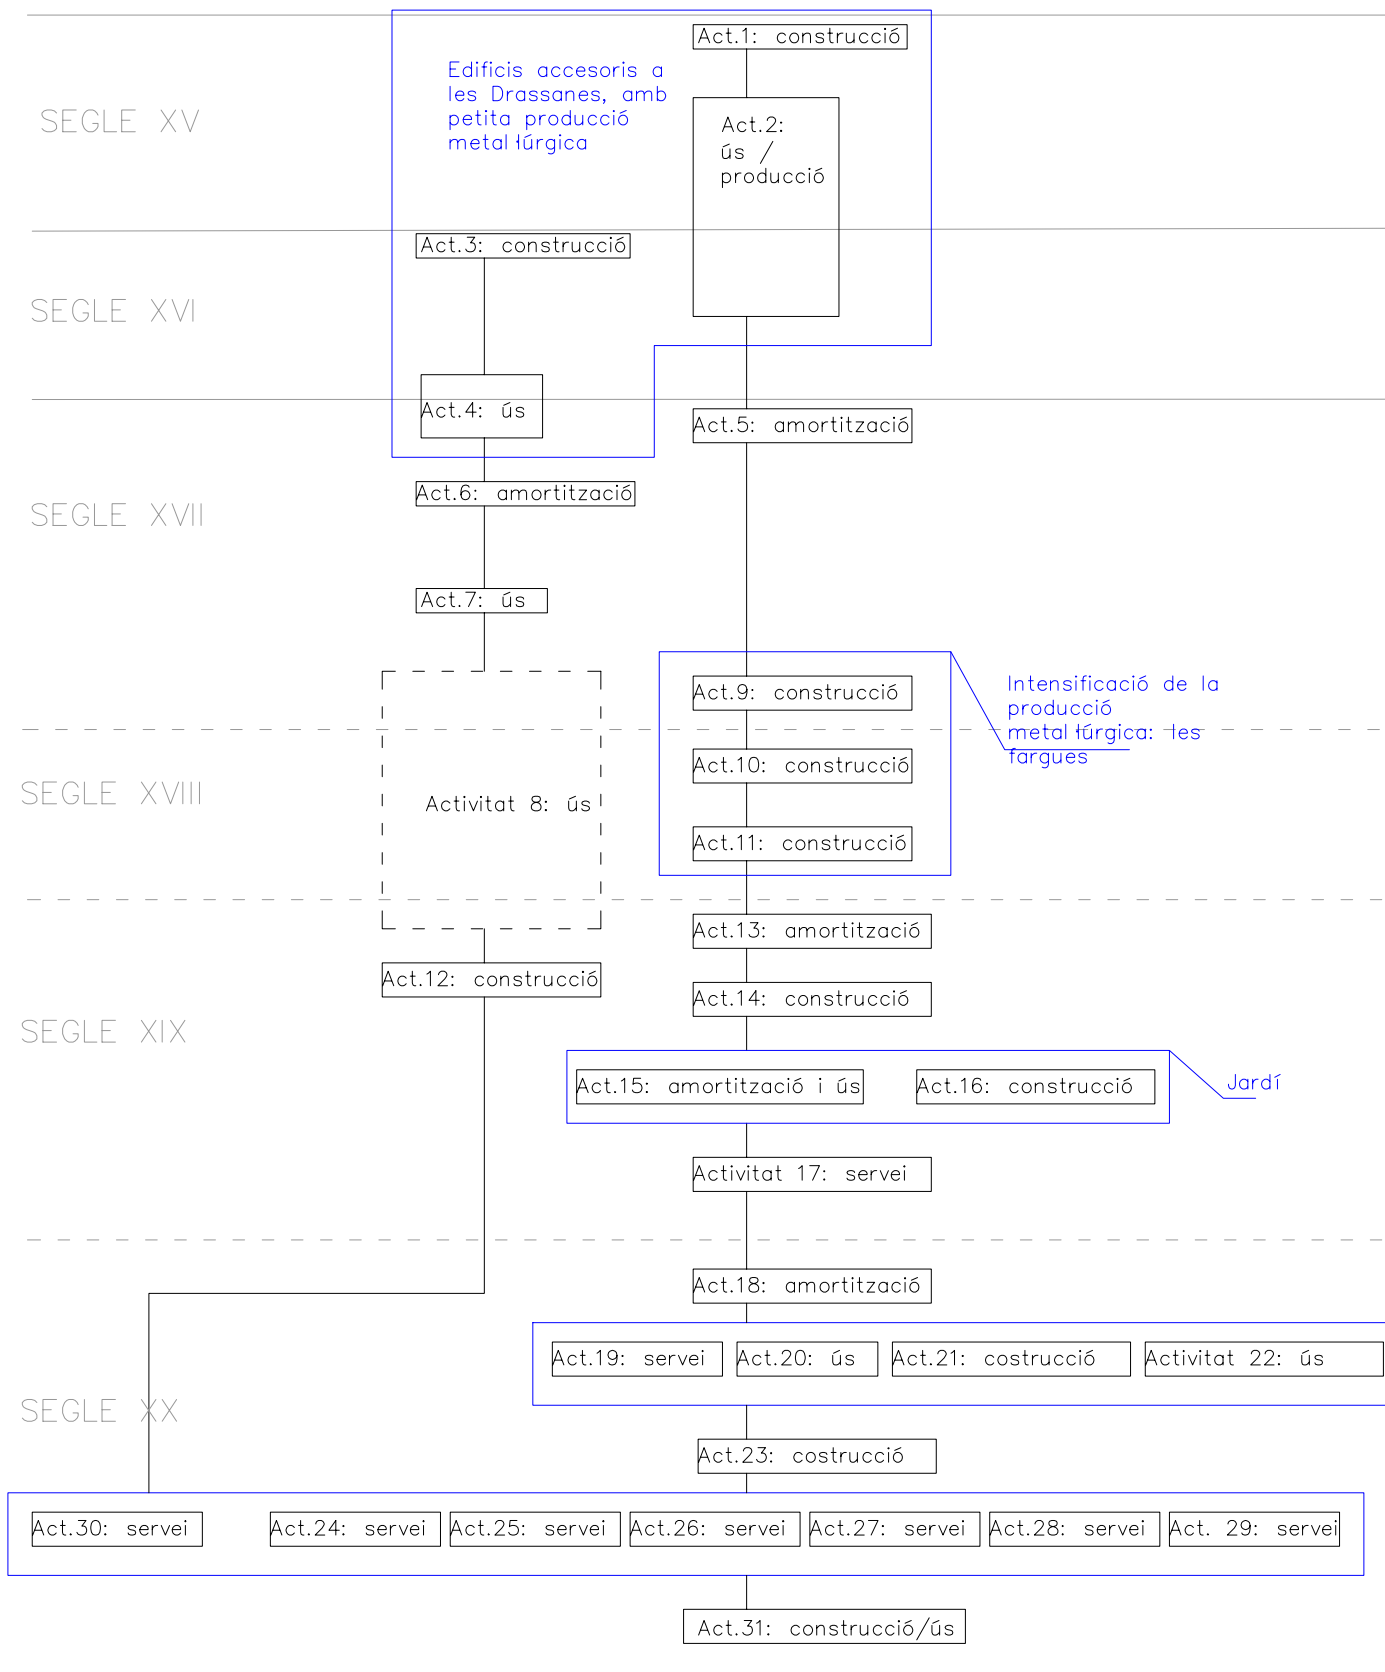 Act.1: construcció
Edificis accesoris a
les Drassanes, amb
petita producció
metal·lúrgica
SEGLE XV
Act.2:
ús /
producció
Act.3: construcció
SEGLE XVI
Act.4: ús
Act.5: amortització
Act.6: amortització
SEGLE XVII
Act.7: ús
Act.9: construcció
Intensificació de la
producció
metal·lúrgica: les
fargues
Act.10: construcció
SEGLE XVIII
Activitat 8: ús
Act.11: construcció
Act.13: amortització
Act.12: construcció
Act.14: construcció
SEGLE XIX
Act.15: amortització i ús
Act.16: construcció
Jardí
Activitat 17: servei
Act.18: amortització
Act.19: servei
Act.20: ús
Act.21: costrucció
Activitat 22: ús
SEGLE XX
Act.23: costrucció
Act.30: servei
Act.24: servei
Act.25: servei
Act.26: servei
Act.27: servei
Act.28: servei
Act. 29: servei
Act.31: construcció/ús